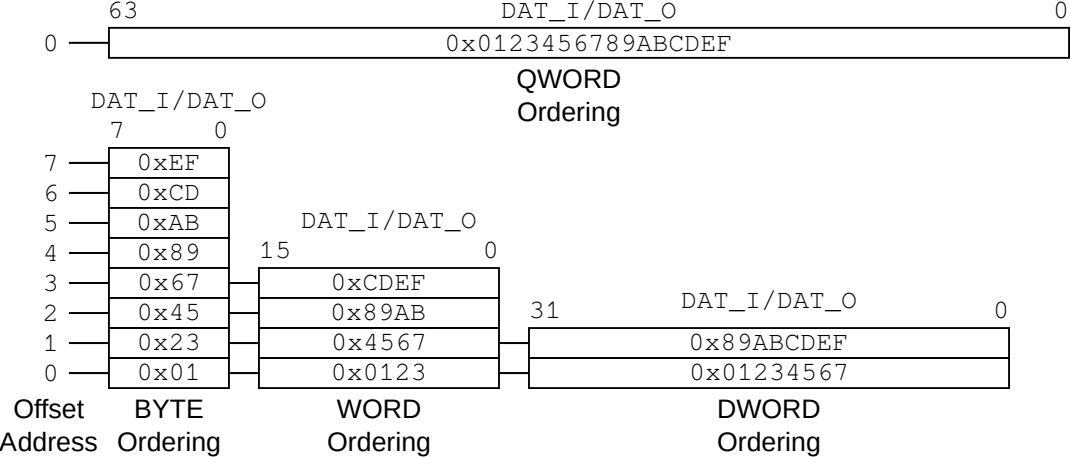 63 DAT_I/DAT_O 0
0 0x0123456789ABCDEF
QWORD
Ordering
DAT_I/DAT_O
7 0
7 0xEF
6 0xCD
5 0xAB
DAT_I/DAT_O
4 0x89
15 0
3 0x67 0xCDEF
2 0x45 0x89AB
31 DAT_I/DAT_O 0
1 0x23 0x4567 0x89ABCDEF
0 0x01 0x0123 0x01234567
Offset BYTE WORD DWORD
Address Ordering Ordering Ordering